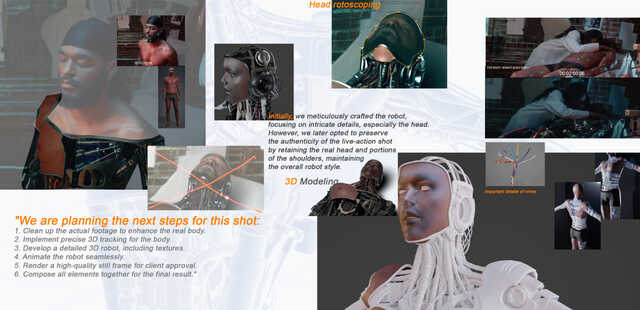 Head rotoscoping
Initially, we meticulously crafted the robot,
focusing on intricate details, especially the head.
However, we later opted to preserve
the authenticity of the live-action shot
by retaining the real head and portions
of the shoulders, maintaining
the overall robot style.
3D Modeling
00:02:00:06
important details of veins
"We are planning the next steps for this shot:
1. Clean up the actual footage to enhance the real body.
2. Implement precise 3D tracking for the body.
3. Develop a detailed 3D robot, including textures.
4. Animate the robot seamlessly.
5. Render a high-quality still frame for client approval.
6. Compose all elements together for the final result."